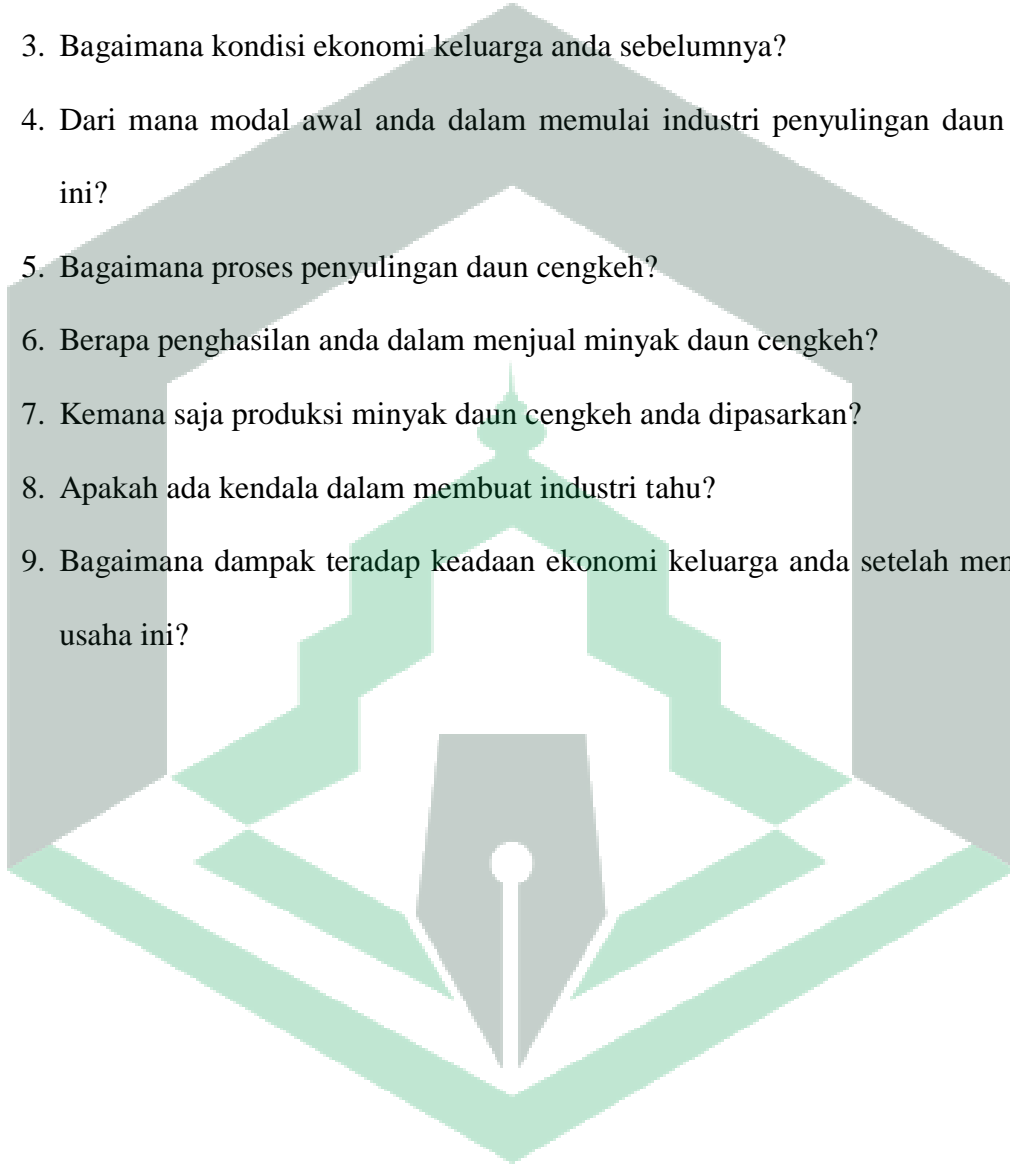 3. Bagaimana kondisi ekonomi keluarga anda sebelumnya?
4. Dari mana modal awal anda dalam memulai industri penyulingan daun
ini?
5. Bagaimana proses penyulingan daun cengkeh?
6. Berapa penghasilan anda dalam menjual minyak daun cengkeh?
7. Kemana saja produksi minyak daun cengkeh anda dipasarkan?
8. Apakah ada kendala dalam membuat industri tahu?
9. Bagaimana dampak teradap keadaan ekonomi keluarga anda setelah
usaha ini?